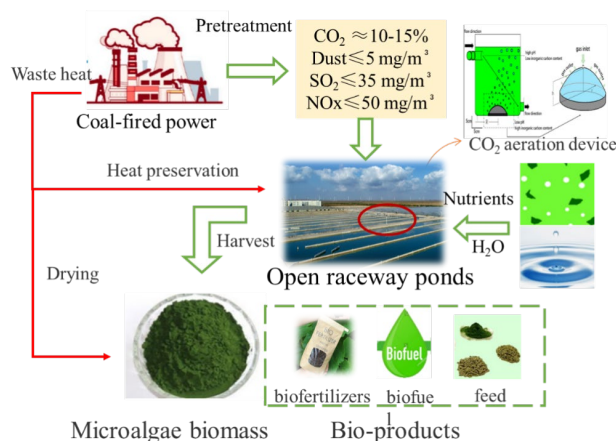 Pretreatment
CO₂ ≈10-15%
Dust≤5 mg/m³
SO₂≤35 mg/m³
NOx≤50 mg/m³
Waste heat
Coal-fired power
gas inlet
CO₂ aeration device
Heat preservation
Nutrients
H₂O
Harvest
Open raceway ponds
Drying
Biofuel
biofertilizers
biofue
l
feed
Microalgae biomass
Bio-products